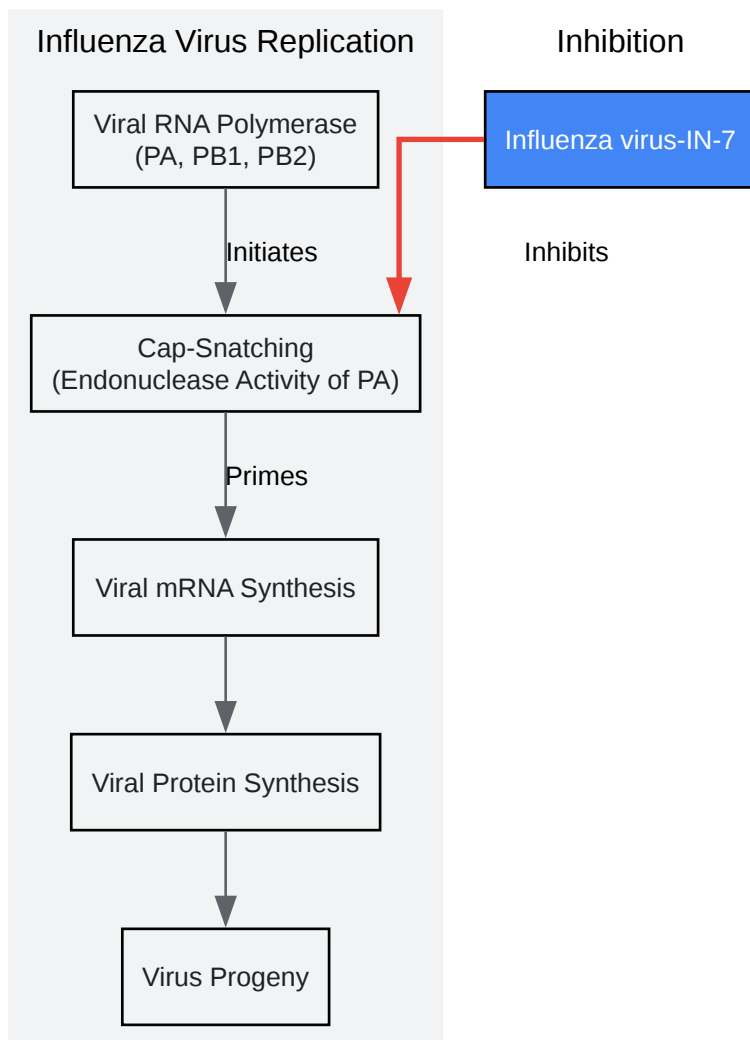 Influenza Virus Replication
Inhibition
Viral RNA Polymerase
(PA, PB1, PB2)
Influenza virus-IN-7
Initiates
Inhibits
Cap-Snatching
(Endonuclease Activity of PA)
Primes
Viral mRNA Synthesis
Viral Protein Synthesis
Virus Progeny